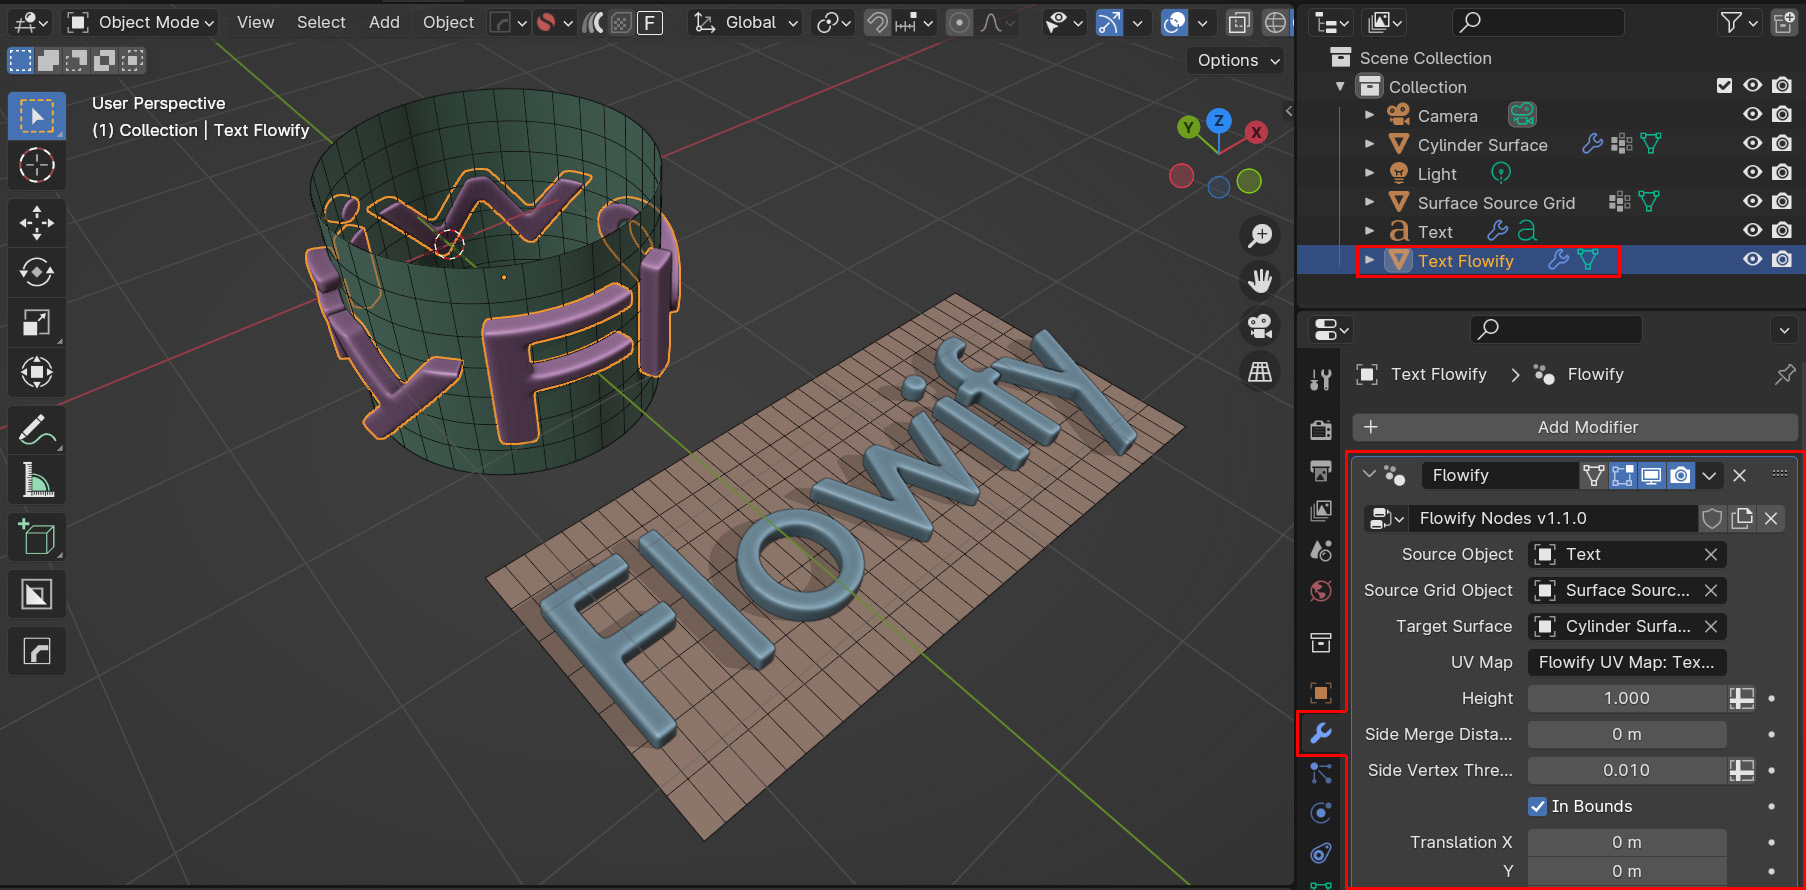 Object Mode View Select Add Object F Global
Options
User Perspective
(1) Collection | Text Flowify
X
Y
Z
Flowify
Scene Collection
Collection
Camera
Cylinder Surface
Light
Surface Source Grid
a Text a
Text Flowify
Text Flowify > Flowify
+ Add Modifier
Flowify
Flowify Nodes v1.1.0
Source Object Text
Source Grid Object Surface Sourc...
Target Surface Cylinder Surfa...
UV Map Flowify UV Map: Tex...
Height 1.000
Side Merge Dista... 0 m
Side Vertex Thre... 0.010
In Bounds
Translation X 0 m
Y 0 m